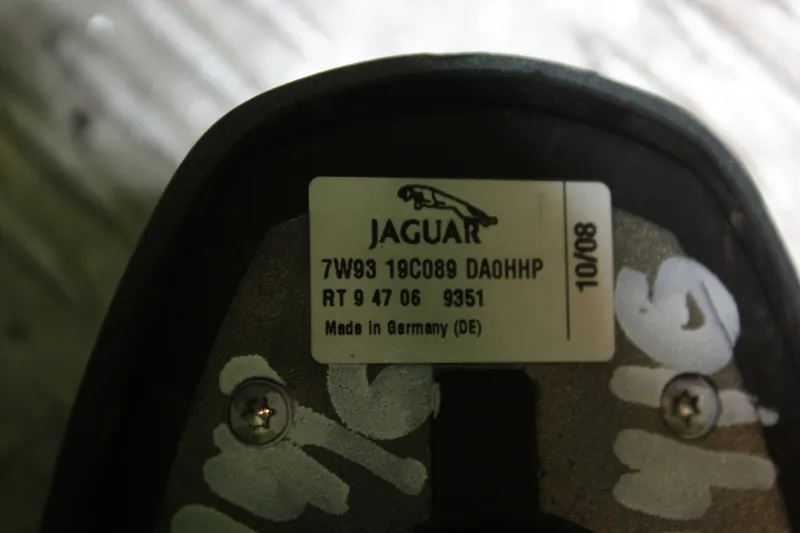 JAGUAR
7W93 19C089 DA0HHP
RT 9 47 06 9351
Made in Germany (DE)
10/08